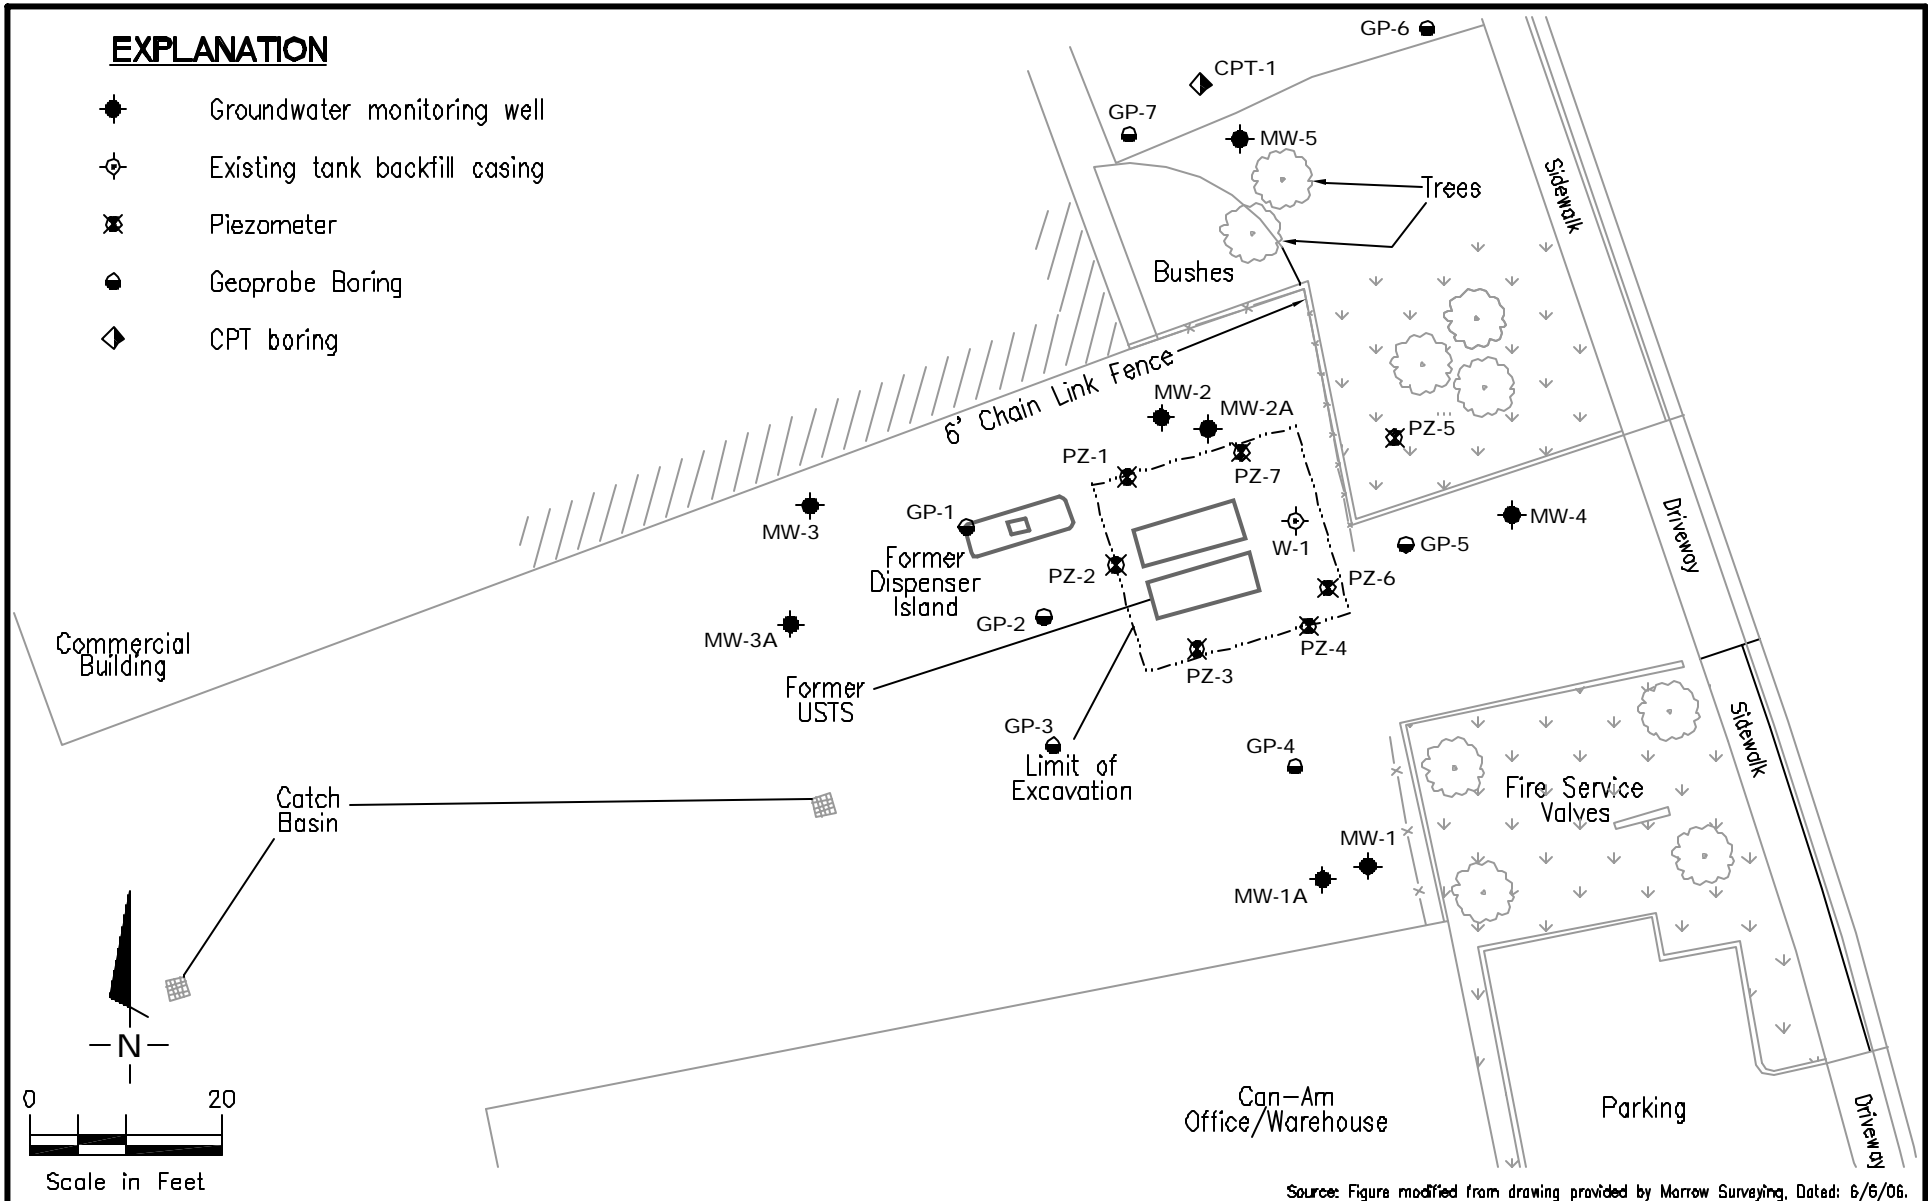 EXPLANATION
Groundwater monitoring well
Existing tank backfill casing
Piezometer
Geoprobe Boring
CPT boring
GP-6
CPT-1
GP-7
MW-5
Trees
Sidewalk
Bushes
6' Chain Link Fence
MW-2
MW-2A
PZ-5
PZ-1
PZ-7
GP-1
MW-3
MW-4
Driveway
W-1
GP-5
Former
Dispenser
Island
PZ-2
PZ-6
GP-2
MW-3A
PZ-4
PZ-3
Commercial
Building
Former
USTS
GP-3
GP-4
Limit of
Excavation
Sidewalk
Fire Service
Valves
Catch
Basin
MW-1
MW-1A
N
0 20
Scale in Feet
Can-Am
Office/Warehouse
Parking
Driveway
Source: Figure modified from drawing provided by Morrow Surveying, Dated: 6/6/06.